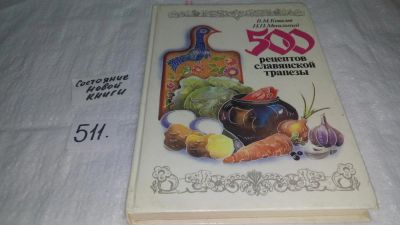 Состояние
новой
книги
511.
В.М.Ковалев
Н.П.Могильный
500
рецептов
славянской
трапезы